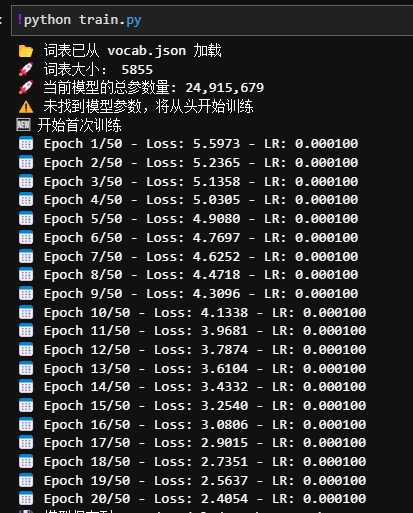 !python train.py
📂 词表已从 vocab.json 加载
🚀 词表大小： 5855
🚀 当前模型的总参数量: 24,915,679
⚠️ 未找到模型参数，将从头开始训练
🆕 开始首次训练
📅 Epoch 1/50 - Loss: 5.5973 - LR: 0.000100
📅 Epoch 2/50 - Loss: 5.2365 - LR: 0.000100
📅 Epoch 3/50 - Loss: 5.1358 - LR: 0.000100
📅 Epoch 4/50 - Loss: 5.0305 - LR: 0.000100
📅 Epoch 5/50 - Loss: 4.9080 - LR: 0.000100
📅 Epoch 6/50 - Loss: 4.7697 - LR: 0.000100
📅 Epoch 7/50 - Loss: 4.6252 - LR: 0.000100
📅 Epoch 8/50 - Loss: 4.4718 - LR: 0.000100
📅 Epoch 9/50 - Loss: 4.3096 - LR: 0.000100
📅 Epoch 10/50 - Loss: 4.1338 - LR: 0.000100
📅 Epoch 11/50 - Loss: 3.9681 - LR: 0.000100
📅 Epoch 12/50 - Loss: 3.7874 - LR: 0.000100
📅 Epoch 13/50 - Loss: 3.6104 - LR: 0.000100
📅 Epoch 14/50 - Loss: 3.4332 - LR: 0.000100
📅 Epoch 15/50 - Loss: 3.2540 - LR: 0.000100
📅 Epoch 16/50 - Loss: 3.0806 - LR: 0.000100
📅 Epoch 17/50 - Loss: 2.9015 - LR: 0.000100
📅 Epoch 18/50 - Loss: 2.7351 - LR: 0.000100
📅 Epoch 19/50 - Loss: 2.5637 - LR: 0.000100
📅 Epoch 20/50 - Loss: 2.4054 - LR: 0.000100